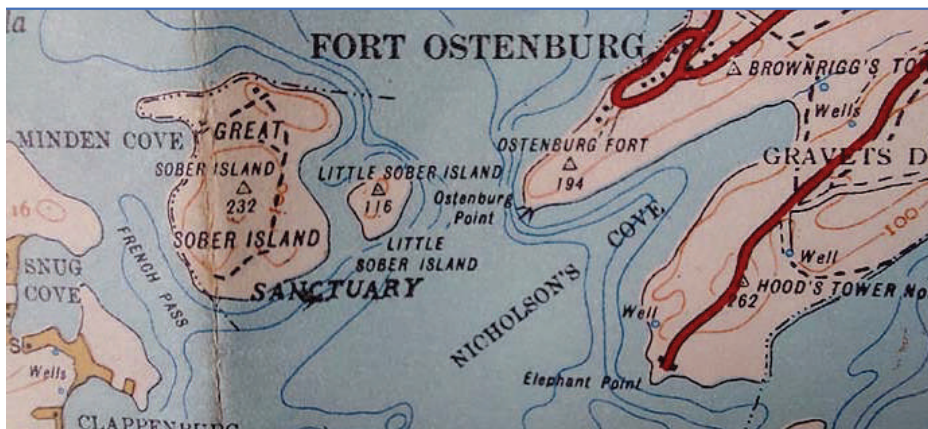 FORT OSTENBURG
BROWNRIGG'S TO
Wells
GREAT
MINDEN COVE
SOBER ISLAND
232
100
SOBER ISLAND
LITTLE SOBER ISLAND
116
LITTLE
SOBER ISLAND
OSTENBURG FORT
194
Ostenburg
Point
GRAVETS D
16
FRENCH PASS
SNUG
COVE
SANCTUARY
NICHOLSON'S
COVE
100
Well
HOOD'S TOWER No
262
Well
Elephant Point
S
Wells
CLAPPENBURG